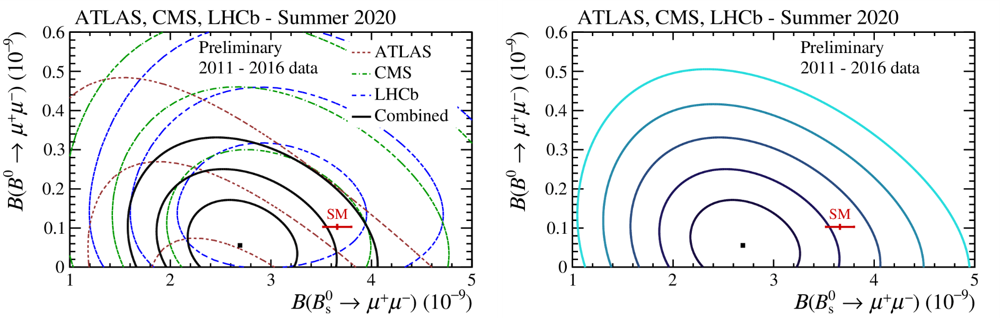 ATLAS, CMS, LHCb - Summer 2020
Preliminary
2011 - 2016 data
ATLAS
CMS
LHCb
Combined
SM
0.6
0.5
0.4
0.3
0.2
0.1
0
1 2 3 4 5
B(B⁰ → μ⁺μ⁻) (10⁻⁹)
B(B⁰ₛ → μ⁺μ⁻) (10⁻⁹)
ATLAS, CMS, LHCb - Summer 2020
Preliminary
2011 - 2016 data
SM
0.6
0.5
0.4
0.3
0.2
0.1
0
1 2 3 4 5
B(B⁰ → μ⁺μ⁻) (10⁻⁹)
B(B⁰ₛ → μ⁺μ⁻) (10⁻⁹)